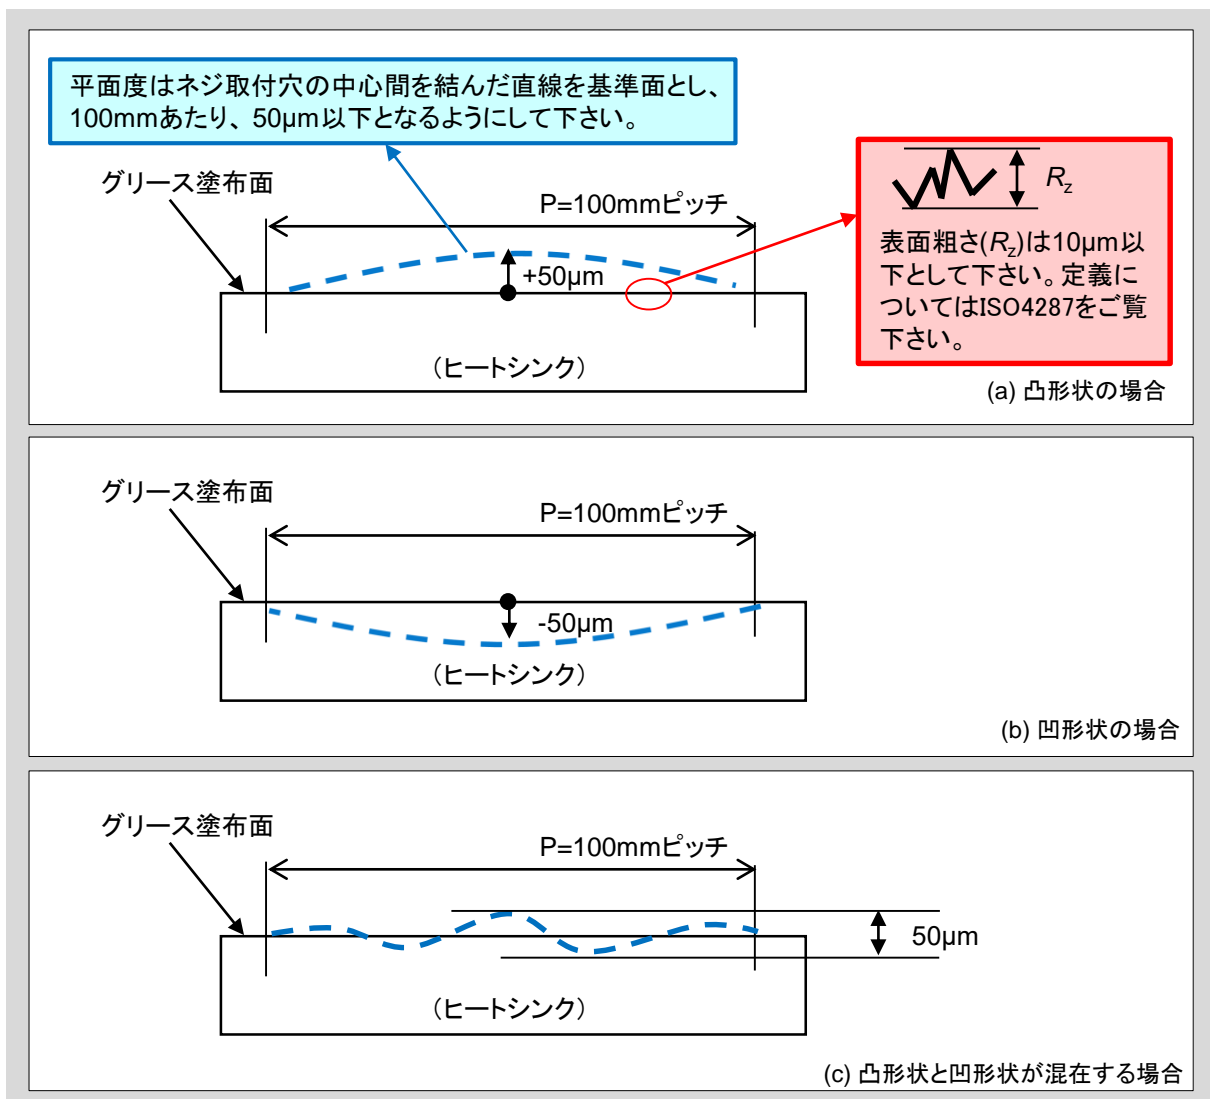 平面度はネジ取付穴の中心間を結んだ直線を基準面とし、
100mmあたり、50μm以下となるようにして下さい。
グリース塗布面
P=100mmピッチ
+50μm
(ヒートシンク)
Rz
表面粗さ(Rz)は10μm以
下として下さい。定義に
ついてはISO4287をご覧
下さい。
(a) 凸形状の場合
グリース塗布面
P=100mmピッチ
-50μm
(ヒートシンク)
(b) 凹形状の場合
グリース塗布面
P=100mmピッチ
50μm
(ヒートシンク)
(c) 凸形状と凹形状が混在する場合